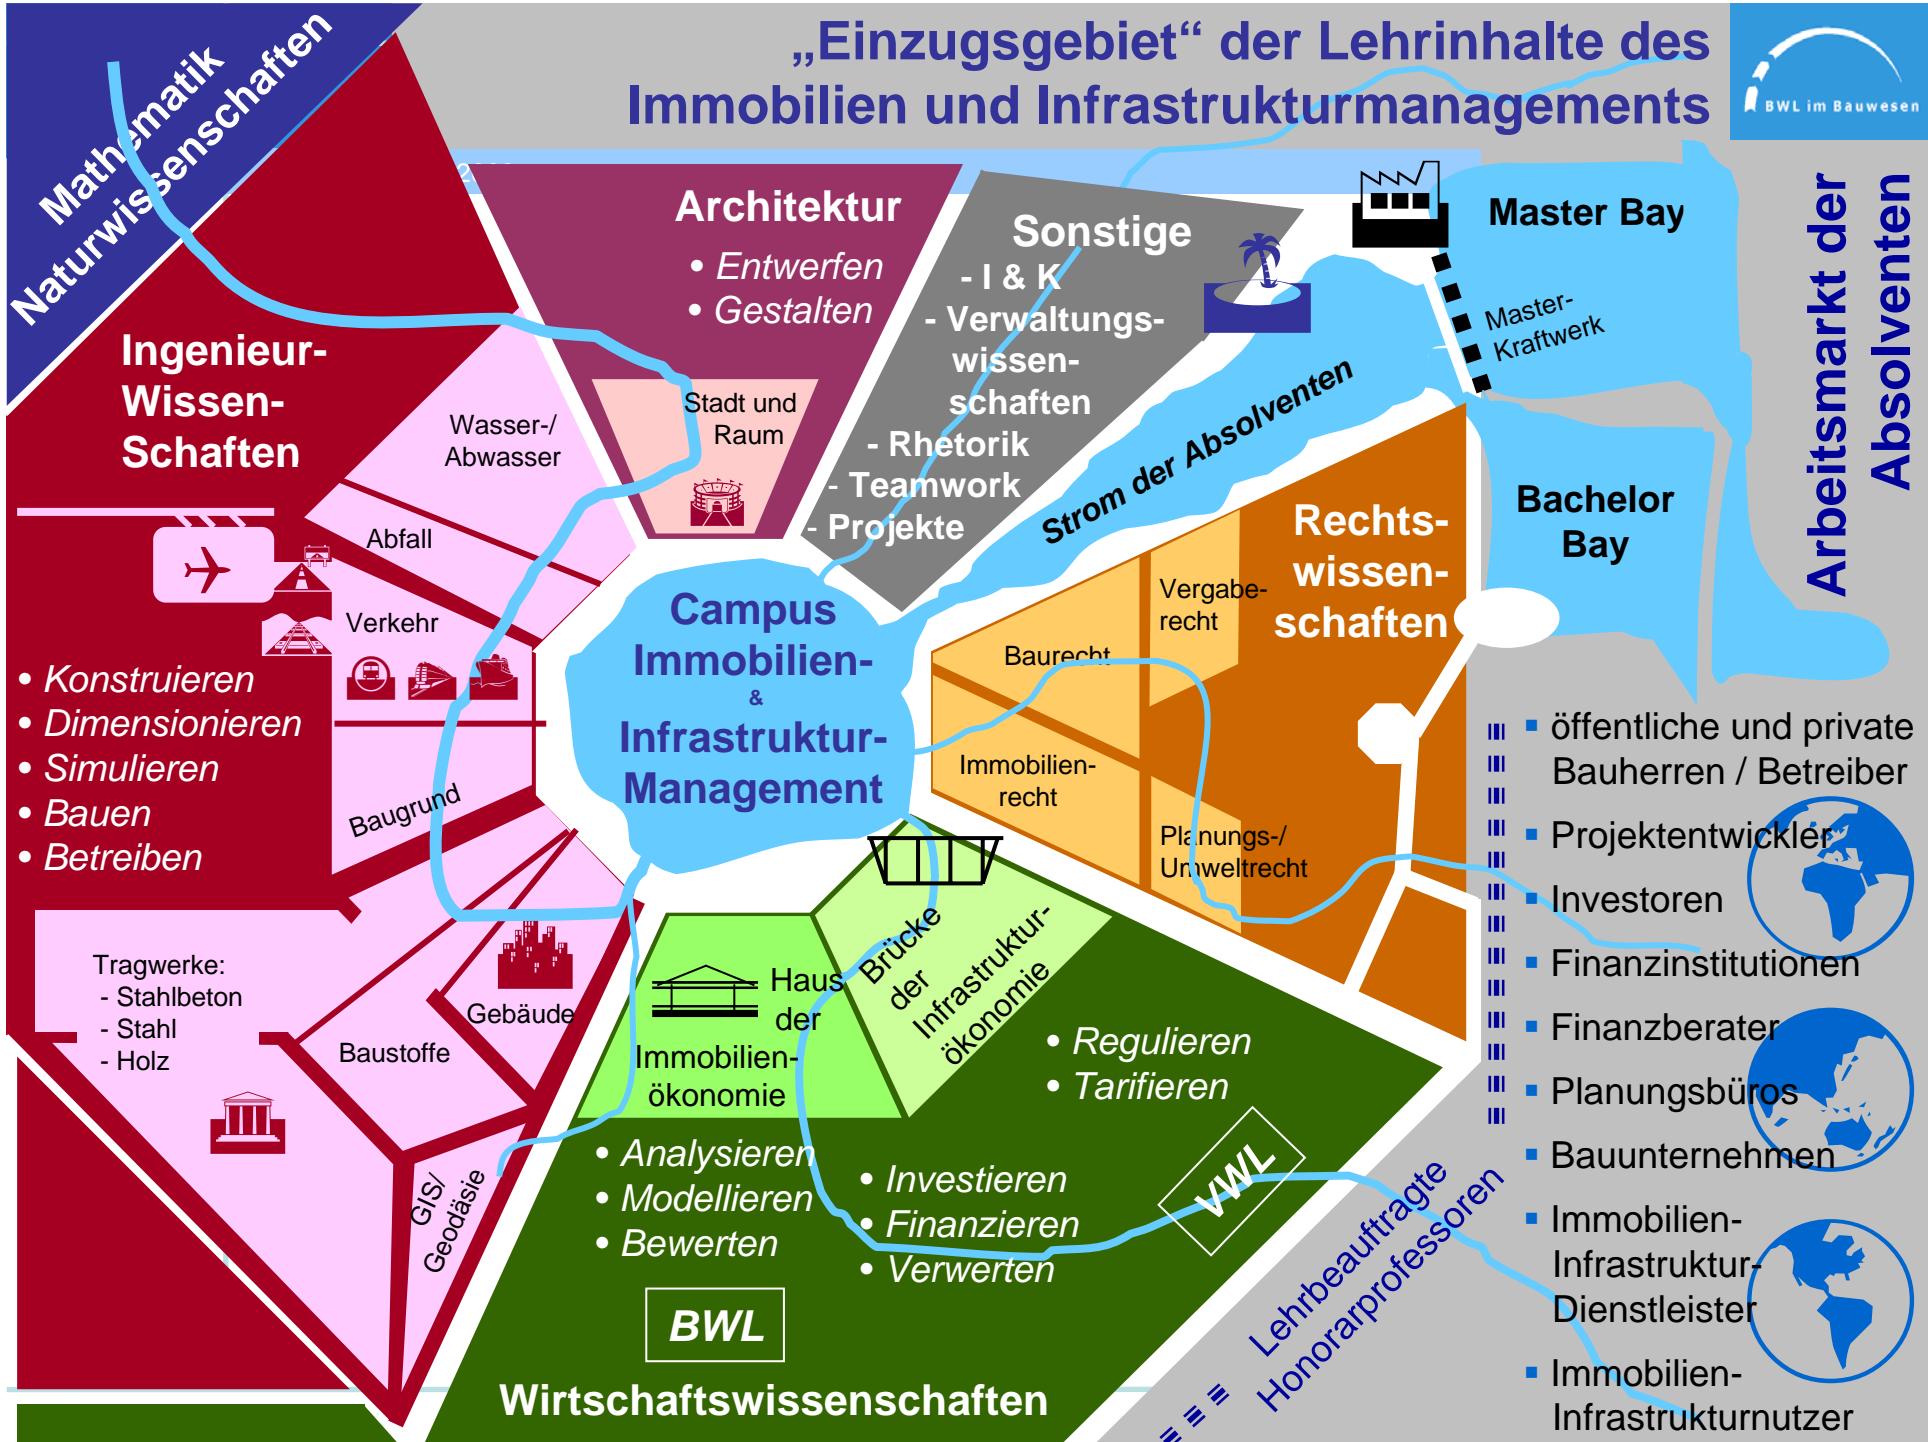 „Einzugsgebiet“ der Lehrinhalte des
Immobilien und Infrastrukturmanagements
BWL im Bauwesen
Mathematik
Naturwissenschaften
Ingenieur-
Wissen-
Schaften
• Konstruieren
• Dimensionieren
• Simulieren
• Bauen
• Betreiben
Wasser-/
Abwasser
Abfall
Verkehr
Baugrund
Tragwerke:
- Stahlbeton
- Stahl
- Holz
Baustoffe
Gebäude
GIS/
Geodäsie
Architektur
• Entwerfen
• Gestalten
Stadt und
Raum
Sonstige
- I & K
- Verwaltungs-
wissen-
schaften
- Rhetorik
- Teamwork
- Projekte
Campus
Immobilien-
&
Infrastruktur-
Management
Strom der Absolventen
Master Bay
Master-
Kraftwerk
Bachelor
Bay
Rechts-
wissen-
schaften
Vergabe-
recht
Baurecht
Immobilien-
recht
Planungs-/
Umweltrecht
Haus
der
Immobilien-
ökonomie
Brücke
der
Infrastruktur-
ökonomie
• Regulieren
• Tarifieren
• Analysieren
• Modellieren
• Bewerten
• Investieren
• Finanzieren
• Verwerten
VWL
BWL
Wirtschaftswissenschaften
Lehrbeauftragte
Honorarprofessoren
Arbeitsmarkt der
Absolventen
▪ öffentliche und private
Bauherren / Betreiber
▪ Projektentwickler
▪ Investoren
▪ Finanzinstitutionen
▪ Finanzberater
▪ Planungsbüros
▪ Bauunternehmen
▪ Immobilien-
Infrastruktur-
Dienstleister
▪ Immobilien-
Infrastrukturnutzer